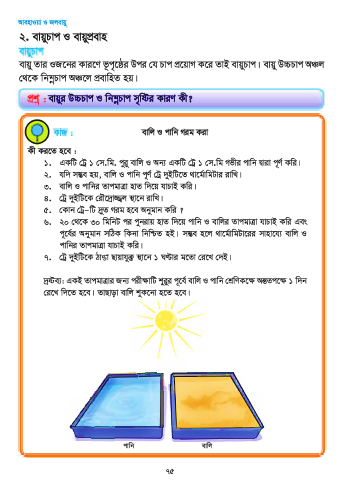 আবহাওয়া ও জলবায়ু
২. বায়ুচাপ ও বায়ুপ্রবাহ
বায়ুচাপ
বায়ু তার ওজনের কারণে ভূপৃষ্ঠের উপর যে চাপ প্রয়োগ করে তাই বায়ুচাপ। বায়ু উচ্চচাপ অঞ্চল
থেকে নিম্নচাপ অঞ্চলে প্রবাহিত হয়।
প্রশ্ন : বায়ুর উচ্চচাপ ও নিম্নচাপ সৃষ্টির কারণ কী?
কাজ : বালি ও পানি গরম করা
কী করতে হবে :
১. একটি ট্রে ১ সে.মি. পুরু বালি ও অন্য একটি ট্রে ১ সে.মি গভীর পানি দ্বারা পূর্ণ করি।
২. যদি সম্ভব হয়, বালি ও পানি পূর্ণ ট্রে দুইটিতে থার্মোমিটার রাখি।
৩. বালি ও পানির তাপমাত্রা হাত দিয়ে যাচাই করি।
৪. ট্রে দুইটিকে রৌদ্রোজ্জ্বল স্থানে রাখি।
৫. কোন ট্রে–টি দ্রুত গরম হবে অনুমান করি ?
৬. ২০ থেকে ৩০ মিনিট পর পুনরায় হাত দিয়ে পানি ও বালির তাপমাত্রা যাচাই করি এবং
পূর্বের অনুমান সঠিক কিনা নিশ্চিত হই। সম্ভব হলে থার্মোমিটারের সাহায্যে বালি ও
পানির তাপমাত্রা যাচাই করি।
৭. ট্রে দুইটিকে ঠাণ্ডা ছায়াযুক্ত স্থানে ১ ঘণ্টার মতো রেখে দেই।
দ্রষ্টব্য: একই তাপমাত্রার জন্য পরীক্ষাটি শুরুর পূর্বে বালি ও পানি শ্রেণিকক্ষে অন্ততপক্ষে ১ দিন
রেখে দিতে হবে। তাছাড়া বালি শুকনো হতে হবে।
পানি বালি
৭৫